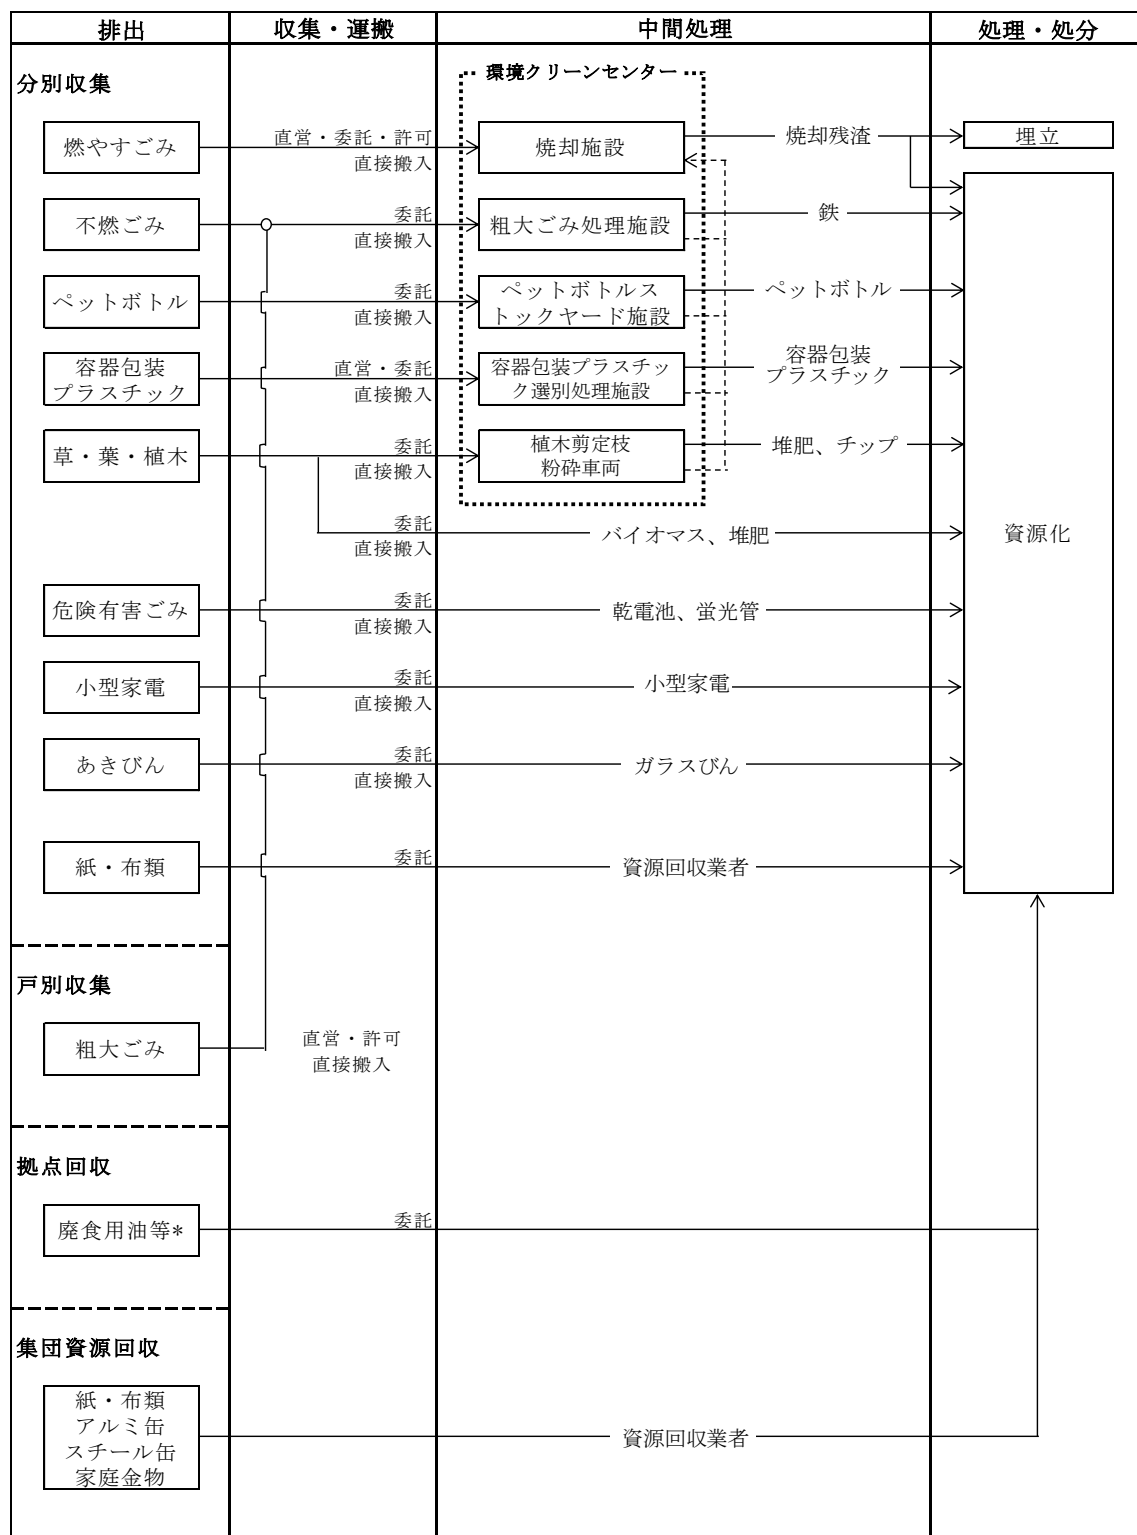 排出
収集・運搬
中間処理
処理・処分
分別収集
環境クリーンセンター
燃やすごみ
直営・委託・許可
直接搬入
焼却施設
焼却残渣
埋立
不燃ごみ
委託
直接搬入
粗大ごみ処理施設
鉄
ペットボトル
委託
直接搬入
ペットボトルス
トックヤード施設
ペットボトル
容器包装
プラスチック
直営・委託
直接搬入
容器包装プラスチッ
ク選別処理施設
容器包装
プラスチック
草・葉・植木
委託
直接搬入
植木剪定枝
粉砕車両
堆肥、チップ
委託
直接搬入
バイオマス、堆肥
資源化
危険有害ごみ
委託
直接搬入
乾電池、蛍光管
小型家電
委託
直接搬入
小型家電
あきびん
委託
直接搬入
ガラスびん
紙・布類
委託
資源回収業者
戸別収集
粗大ごみ
直営・許可
直接搬入
拠点回収
廃食用油等*
委託
集団資源回収
紙・布類
アルミ缶
スチール缶
家庭金物
資源回収業者